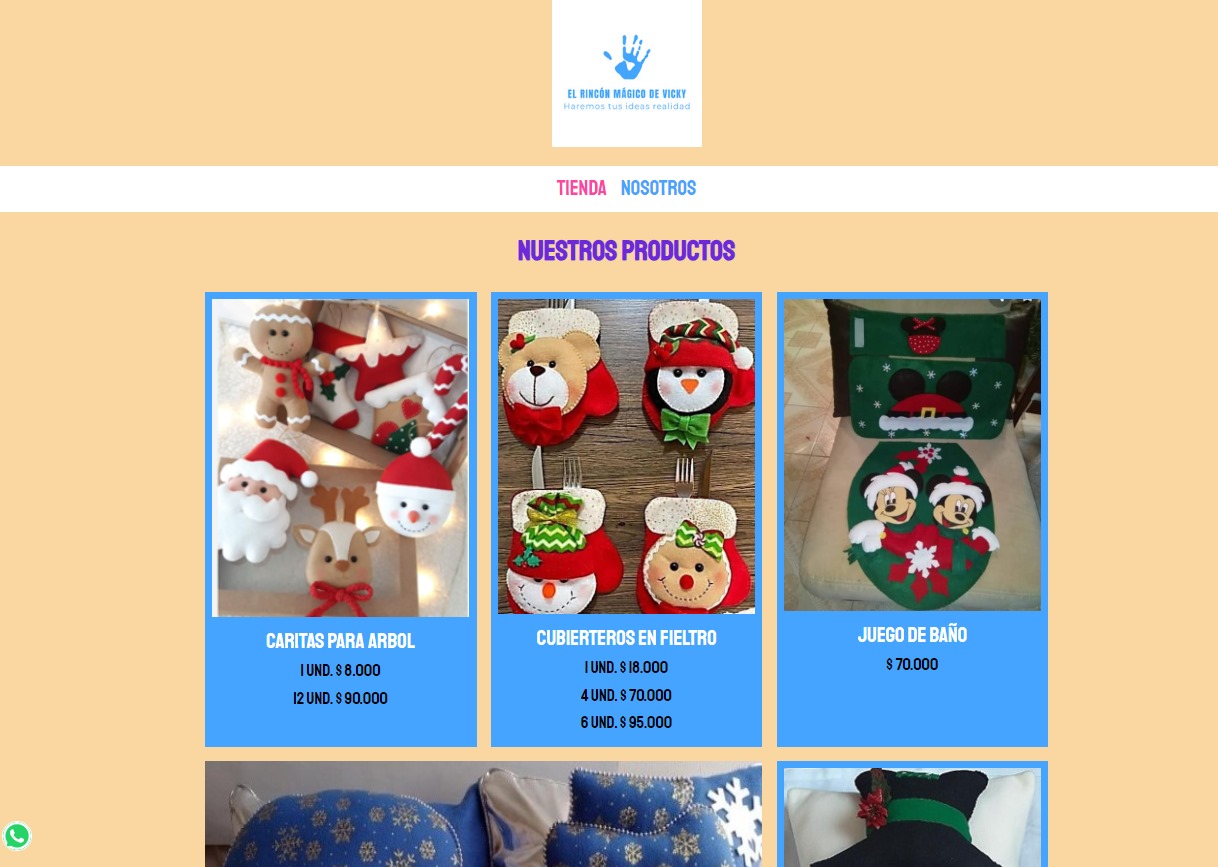 EL RINCÓN MÁGICO DE VICKY
Haremos tus ideas realidad
TIENDA NOSOTROS
NUESTROS PRODUCTOS
CARITAS PARA ARBOL
1 UND. $ 8.000
12 UND. $ 90.000
CUBIERTEROS EN FIELTRO
1 UND. $ 18.000
4 UND. $ 70.000
6 UND. $ 95.000
JUEGO DE BAÑO
$ 70.000